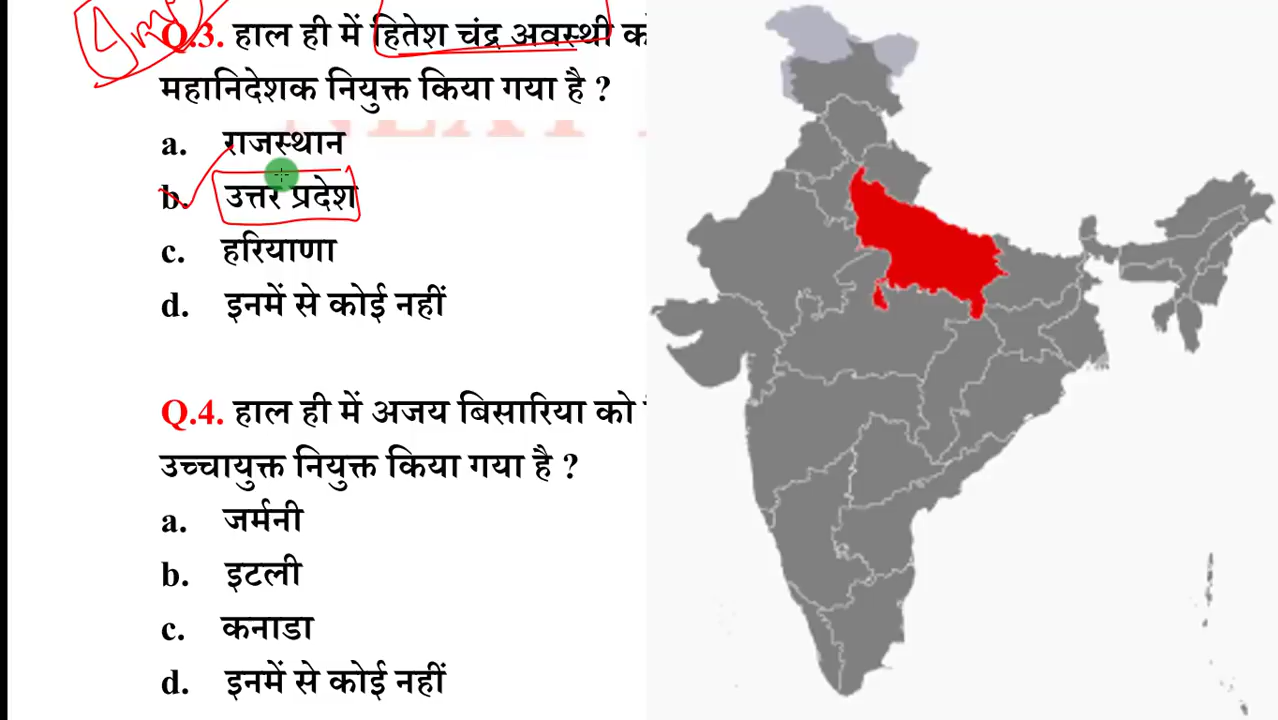 Q.3. हाल ही में हितेश चंद्र अवस्थी को
महानिदेशक नियुक्त किया गया है ?
a. राजस्थान
b. उत्तर प्रदेश
c. हरियाणा
d. इनमें से कोई नहीं
Q.4. हाल ही में अजय बिसारिया को
उच्चायुक्त नियुक्त किया गया है ?
a. जर्मनी
b. इटली
c. कनाडा
d. इनमें से कोई नहीं